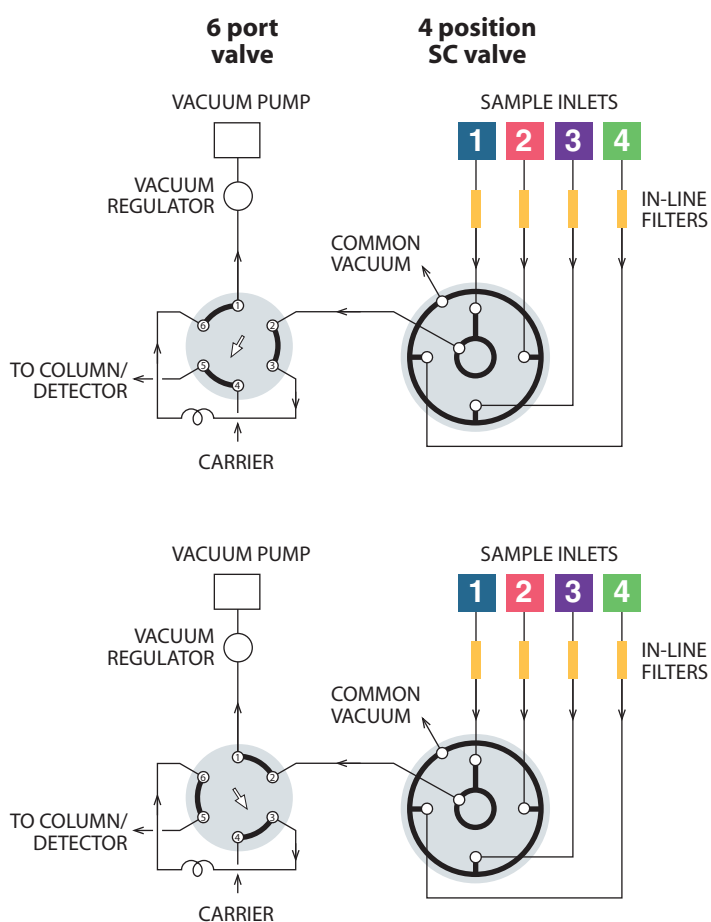 6 port
valve
4 position
SC valve
VACUUM PUMP
SAMPLE INLETS
1 2 3 4
VACUUM
REGULATOR
IN-LINE
FILTERS
COMMON
VACUUM
1
6
2
5
3
4
TO COLUMN/
DETECTOR
CARRIER
VACUUM PUMP
SAMPLE INLETS
1 2 3 4
VACUUM
REGULATOR
IN-LINE
FILTERS
COMMON
VACUUM
1
6
2
5
3
4
TO COLUMN/
DETECTOR
CARRIER